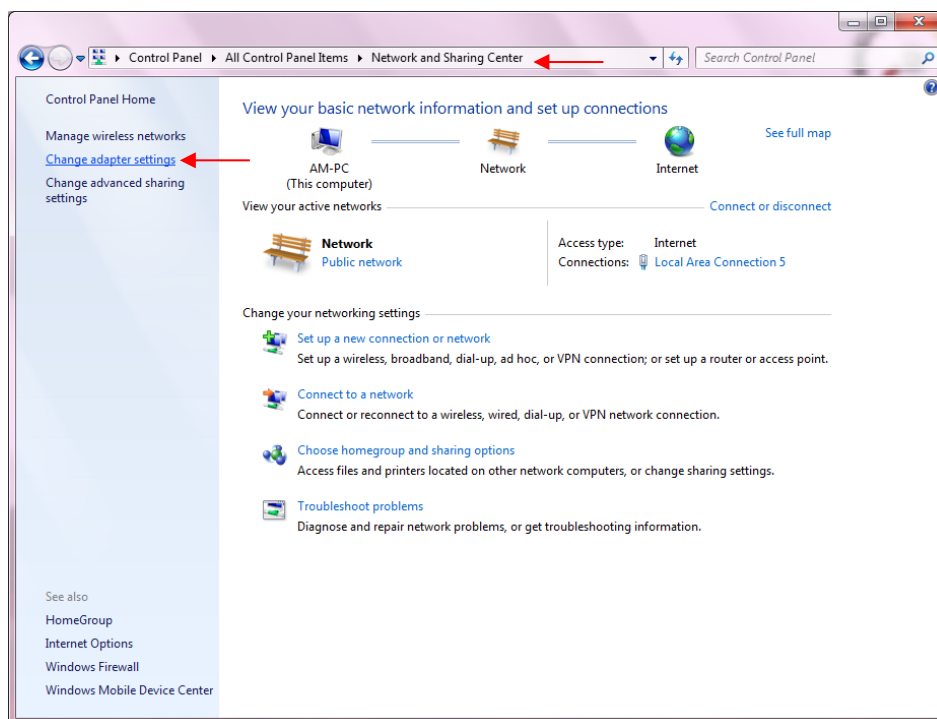 Control Panel ▸ All Control Panel Items ▸ Network and Sharing Center
Search Control Panel
Control Panel Home
Manage wireless networks
Change adapter settings
Change advanced sharing
settings
View your basic network information and set up connections
See full map
AM-PC
(This computer)
Network
Internet
View your active networks
Connect or disconnect
Network
Public network
Access type: Internet
Connections: Local Area Connection 5
Change your networking settings
Set up a new connection or network
Set up a wireless, broadband, dial-up, ad hoc, or VPN connection; or set up a router or access point.
Connect to a network
Connect or reconnect to a wireless, wired, dial-up, or VPN network connection.
Choose homegroup and sharing options
Access files and printers located on other network computers, or change sharing settings.
Troubleshoot problems
Diagnose and repair network problems, or get troubleshooting information.
See also
HomeGroup
Internet Options
Windows Firewall
Windows Mobile Device Center